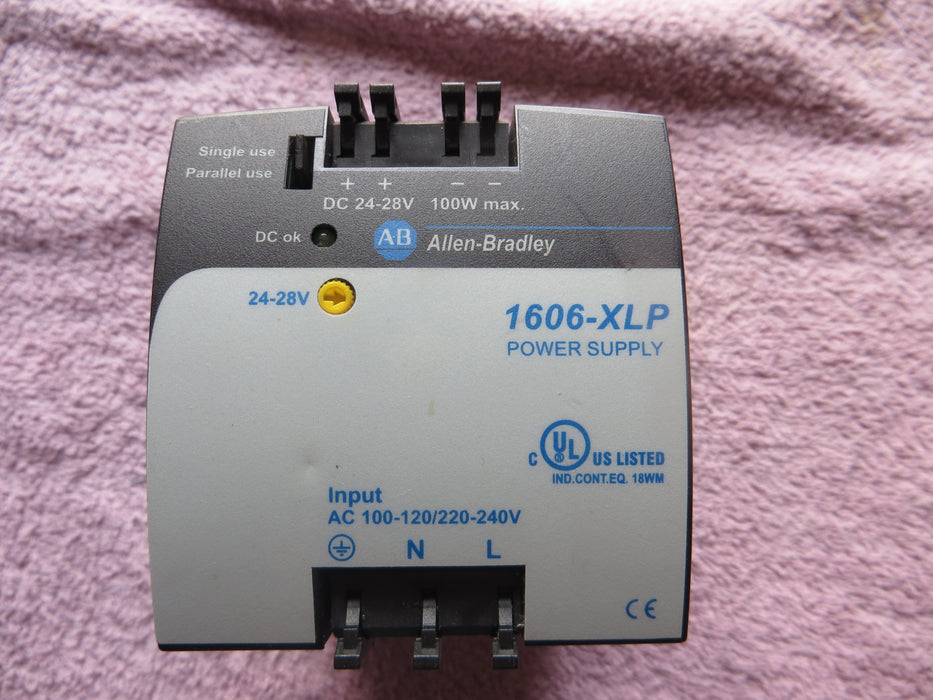 Single use
Parallel use
+ + – –
DC 24-28V 100W max.
DC ok
A·B Allen-Bradley
24-28V
1606-XLP
POWER SUPPLY
C UL US LISTED
IND.CONT.EQ. 18WM
Input
AC 100-120/220-240V
N L
CE